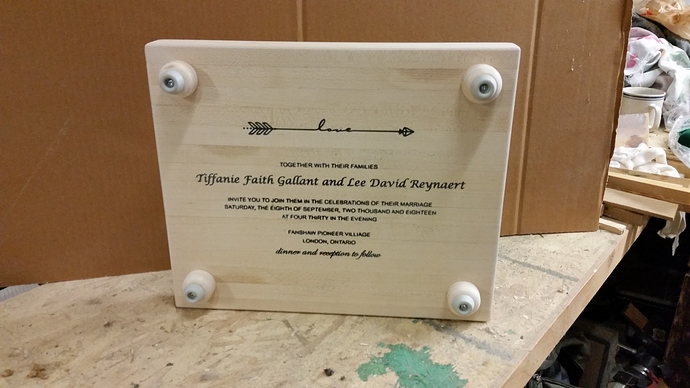 love
TOGETHER WITH THEIR FAMILIES
Tiffanie Faith Gallant and Lee David Reynaert
INVITE YOU TO JOIN THEM IN THE CELEBRATIONS OF THEIR MARRIAGE
SATURDAY, THE EIGHTH OF SEPTEMBER, TWO THOUSAND AND EIGHTEEN
AT FOUR THIRTY IN THE EVENING
FANSHAW PIONEER VILLIAGE
LONDON, ONTARIO
dinner and reception to follow